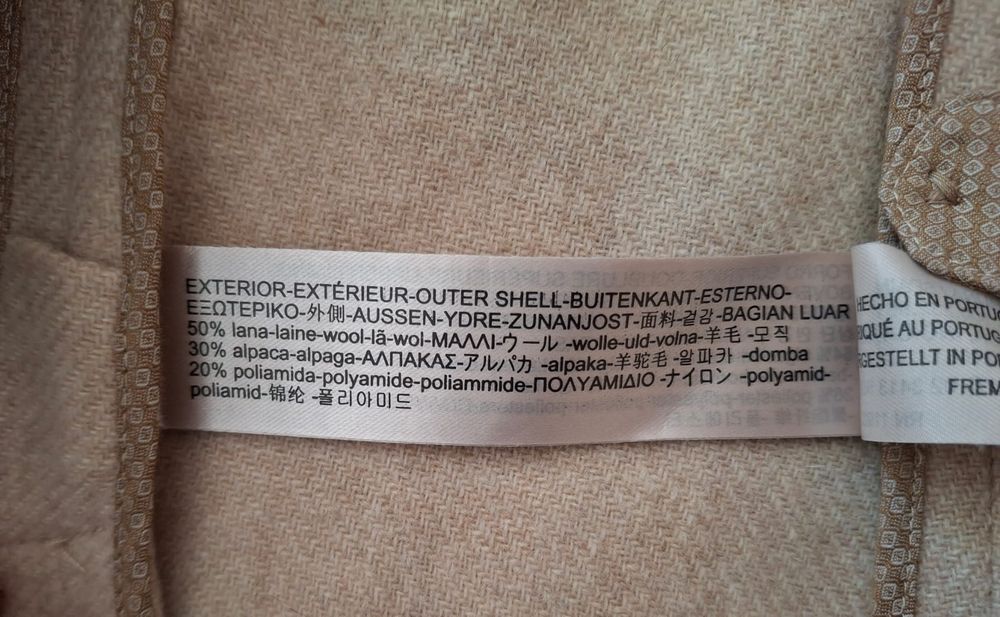 EXTERIOR-EXTÉRIEUR-OUTER SHELL-BUITENKANT-ESTERNO-
ΕΞΩΤΕΡΙΚΟ-外側-AUSSEN-YDRE-ZUNANJOST-面料-겉감-BAGIAN LUAR
50% lana-laine-wool-lã-wol-ΜΑΛΛΙ-ウール -wolle-uld-volna-羊毛 -모직
30% alpaca-alpaga-ΑΛΠΑΚΑΣ-アルパカ -alpaka-羊驼毛 -알파카 -domba
20% poliamida-polyamide-poliammide-ΠΟΛΥΑΜΙΔΙΟ -ナイロン -polyamid-
poliamid-锦纶 -폴리아미드
HECHO EN PORTU
IQUÉ AU PORTUG
RGESTELLT IN PO
FREM